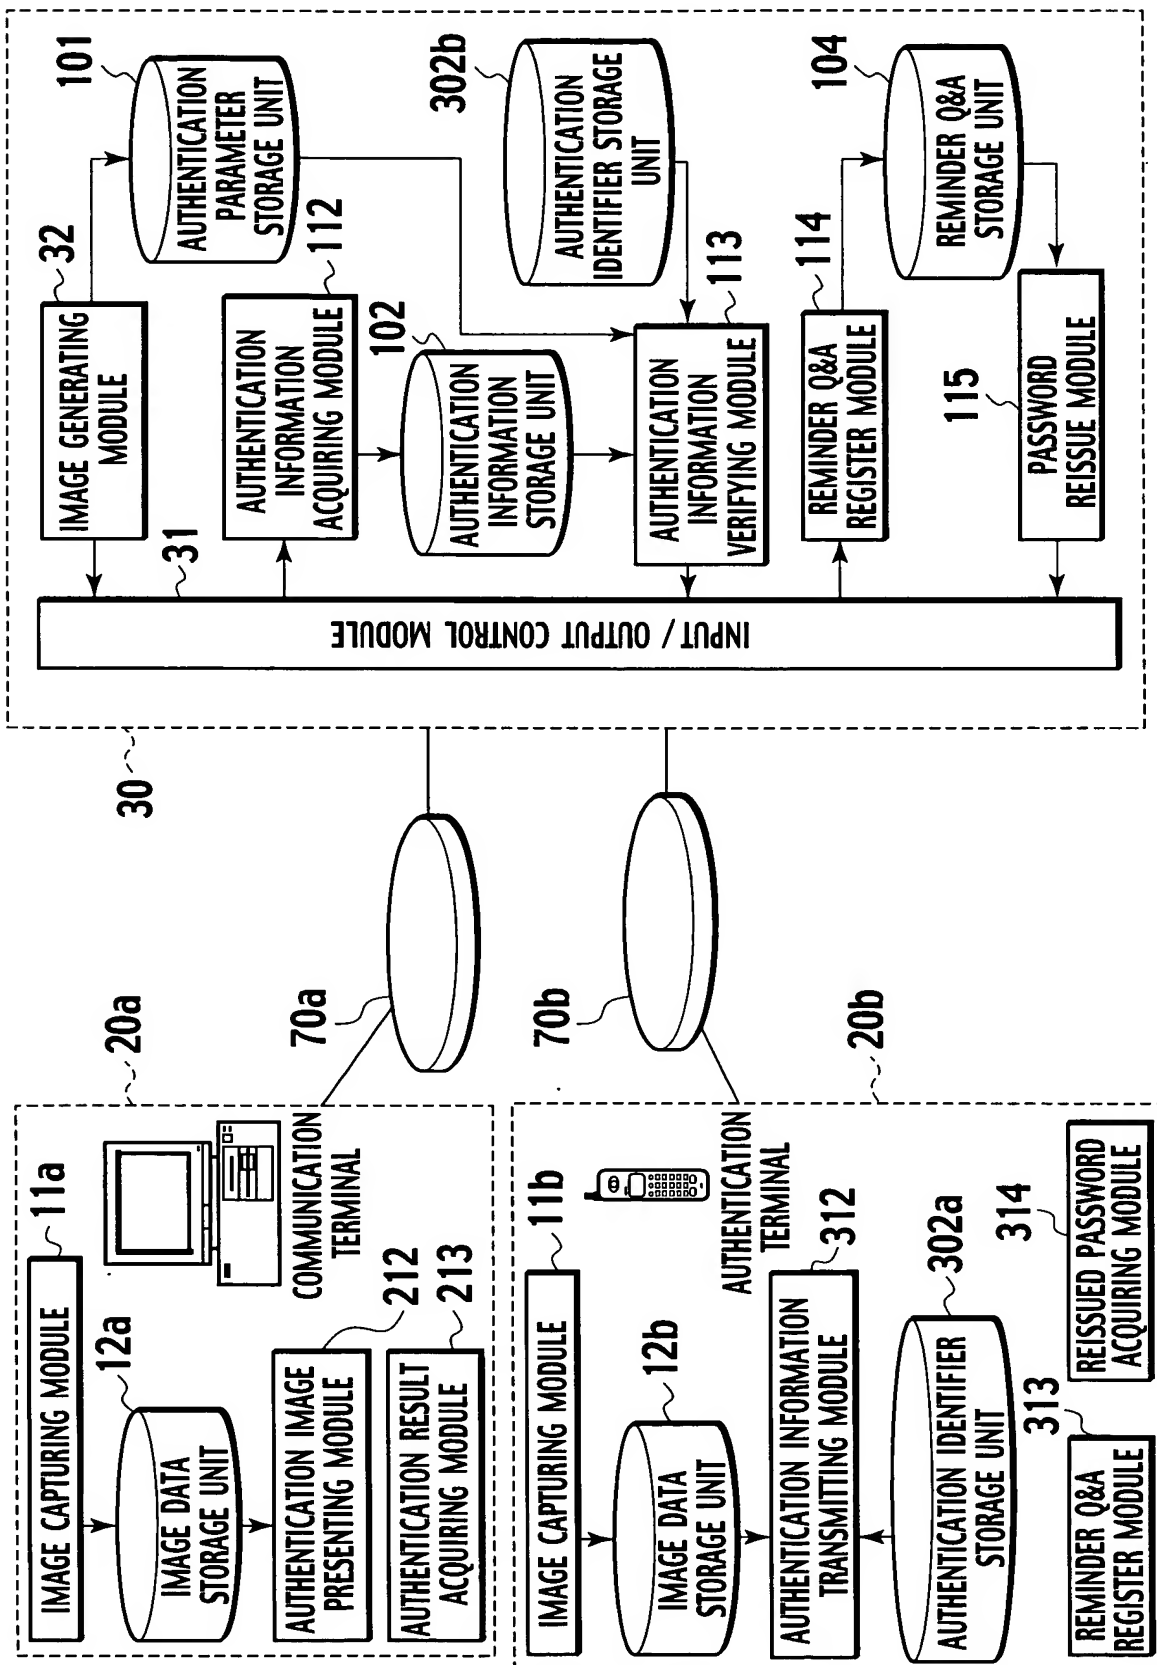 20a
IMAGE CAPTURING MODULE
11a
IMAGE DATA
STORAGE UNIT
12a
AUTHENTICATION IMAGE
PRESENTING MODULE
212
AUTHENTICATION RESULT
ACQUIRING MODULE
213
COMMUNICATION
TERMINAL
70a
20b
IMAGE CAPTURING MODULE
11b
IMAGE DATA
STORAGE UNIT
12b
AUTHENTICATION
TERMINAL
AUTHENTICATION INFORMATION
TRANSMITTING MODULE
312
AUTHENTICATION IDENTIFIER
STORAGE UNIT
302a
REMINDER Q&A
REGISTER MODULE
313
REISSUED PASSWORD
ACQUIRING MODULE
314
70b
30
INPUT / OUTPUT CONTROL MODULE
31
IMAGE GENERATING
MODULE
32
AUTHENTICATION
PARAMETER
STORAGE UNIT
101
AUTHENTICATION
INFORMATION
ACQUIRING MODULE
112
AUTHENTICATION
INFORMATION
STORAGE UNIT
102
AUTHENTICATION
IDENTIFIER STORAGE
UNIT
302b
AUTHENTICATION
INFORMATION
VERIFYING MODULE
113
REMINDER Q&A
REGISTER MODULE
114
REMINDER Q&A
STORAGE UNIT
104
PASSWORD
REISSUE MODULE
115